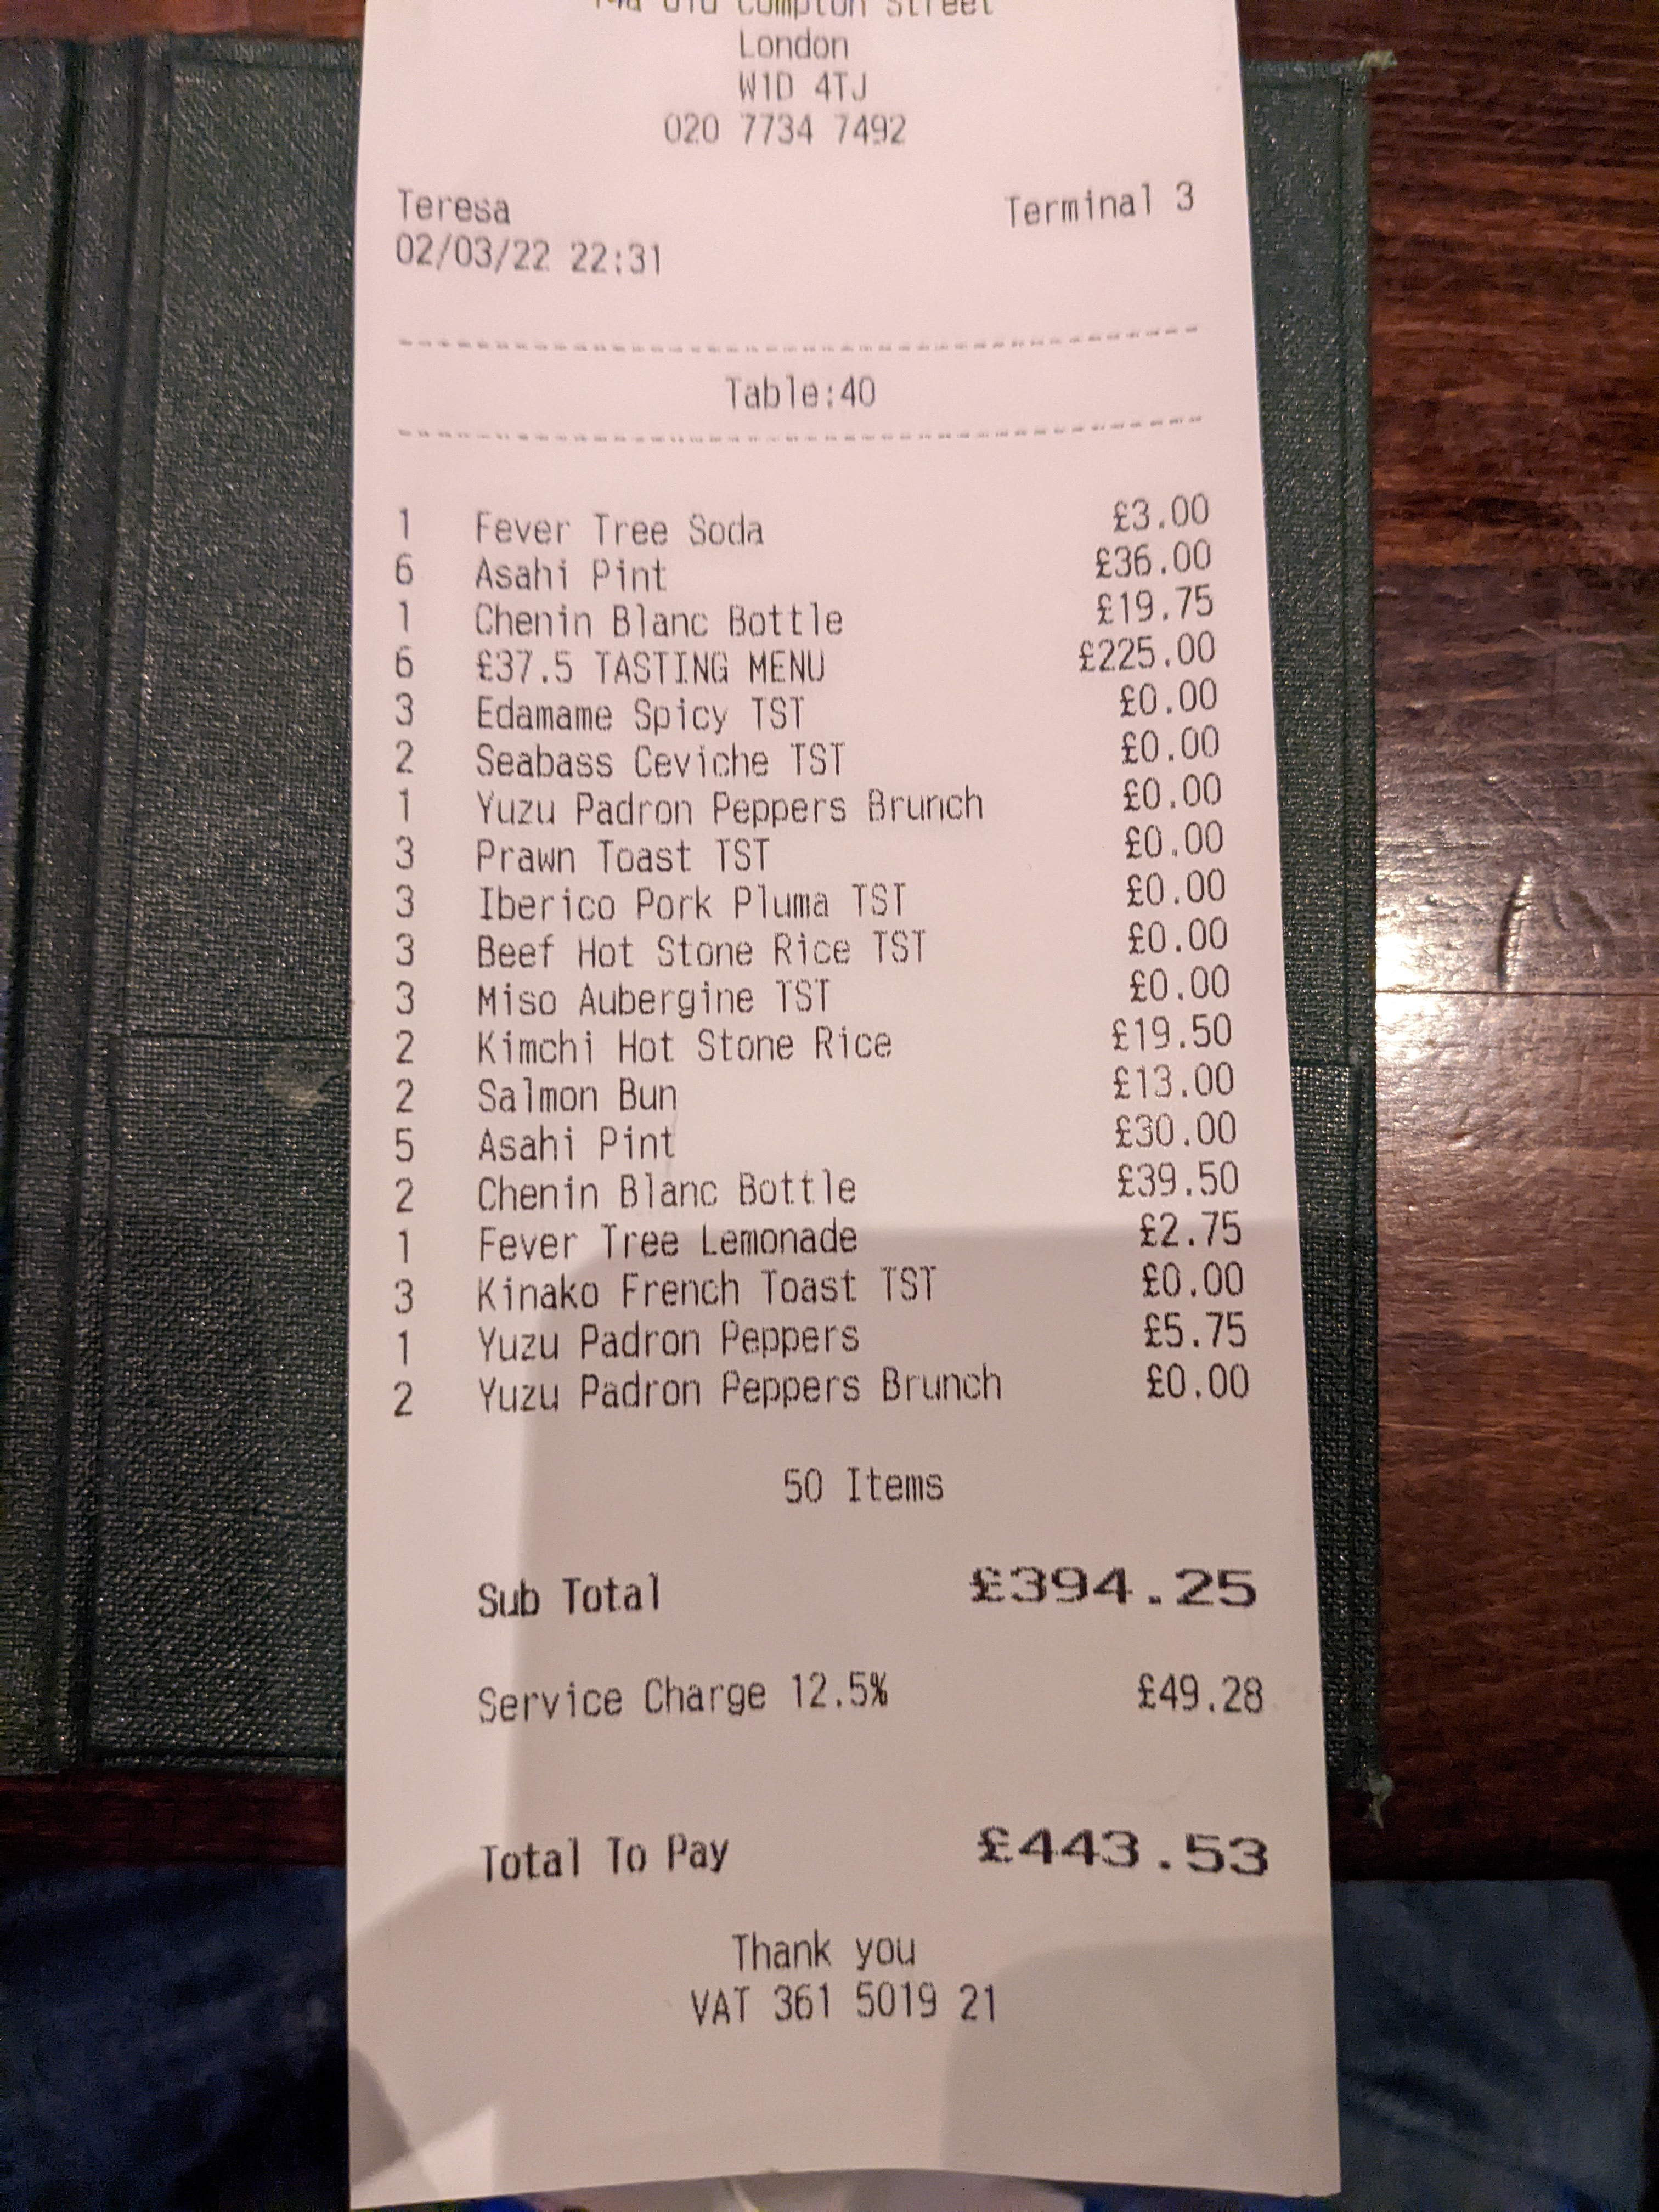 Compton Street
London
W1D 4TJ
020 7734 7492
Teresa Terminal 3
02/03/22 22:31
Table:40
1 Fever Tree Soda £3.00
6 Asahi Pint £36.00
1 Chenin Blanc Bottle £19.75
6 £37.5 TASTING MENU £225.00
3 Edamame Spicy TST £0.00
2 Seabass Ceviche TST £0.00
1 Yuzu Padron Peppers Brunch £0.00
3 Prawn Toast TST £0.00
3 Iberico Pork Pluma TST £0.00
3 Beef Hot Stone Rice TST £0.00
3 Miso Aubergine TST £0.00
2 Kimchi Hot Stone Rice £19.50
2 Salmon Bun £13.00
5 Asahi Pint £30.00
2 Chenin Blanc Bottle £39.50
1 Fever Tree Lemonade £2.75
3 Kinako French Toast TST £0.00
1 Yuzu Padron Peppers £5.75
2 Yuzu Padron Peppers Brunch £0.00
50 Items
Sub Total £394.25
Service Charge 12.5% £49.28
Total To Pay £443.53
Thank you
VAT 361 5019 21